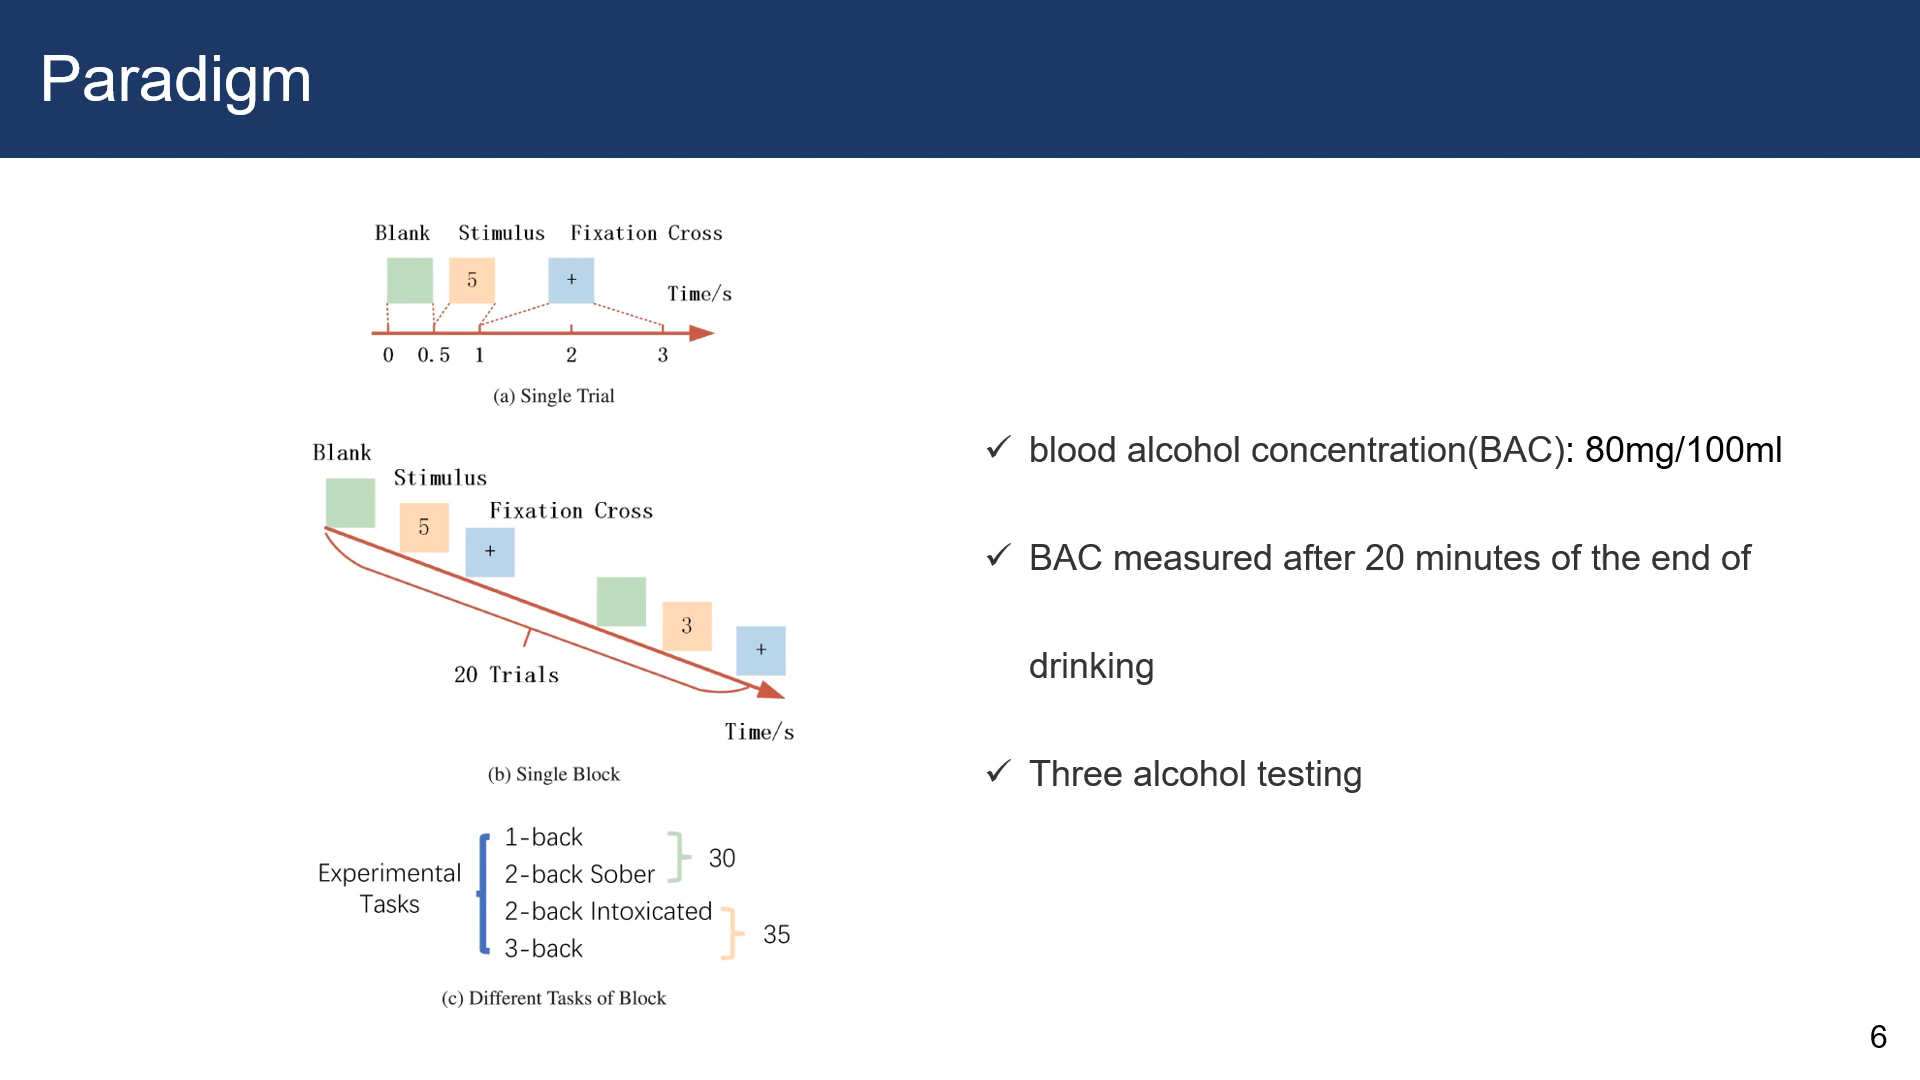 Paradigm
Blank Stimulus Fixation Cross
5 +
Time/s
0 0.5 1 2 3
(a) Single Trial
Blank
Stimulus
Fixation Cross
5
+
3
+
20 Trials
Time/s
(b) Single Block
Experimental
Tasks
1-back
2-back Sober
30
2-back Intoxicated
3-back
35
(c) Different Tasks of Block
✓ blood alcohol concentration(BAC): 80mg/100ml
✓ BAC measured after 20 minutes of the end of
drinking
✓ Three alcohol testing
6